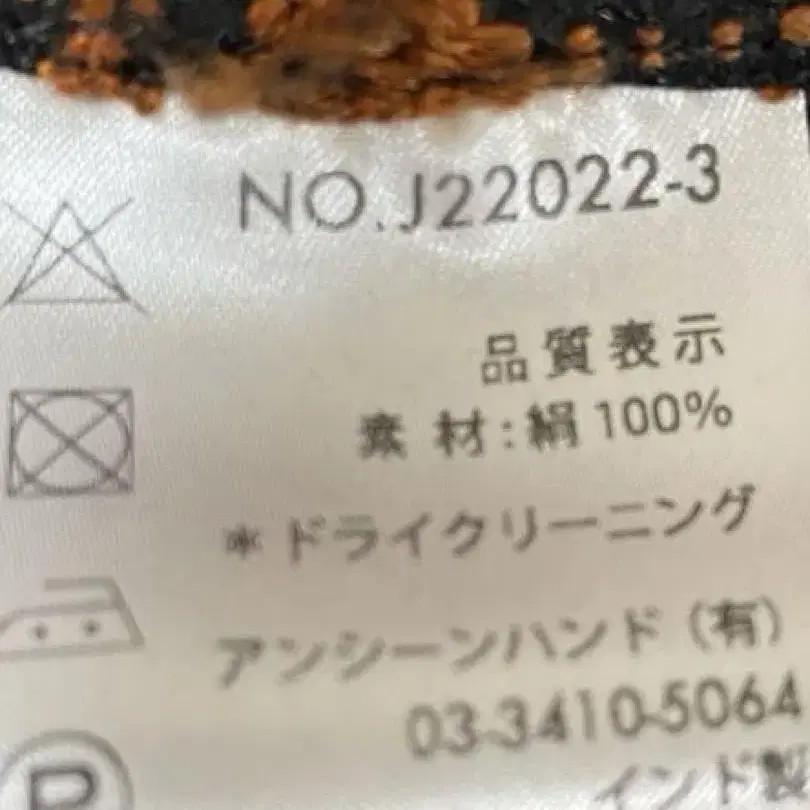 NO.J22022-3
品質表示
素 材:絹 100%
＊ドライクリーニング
アンシーンハンド(有)
03-3410-5064
インド製
P